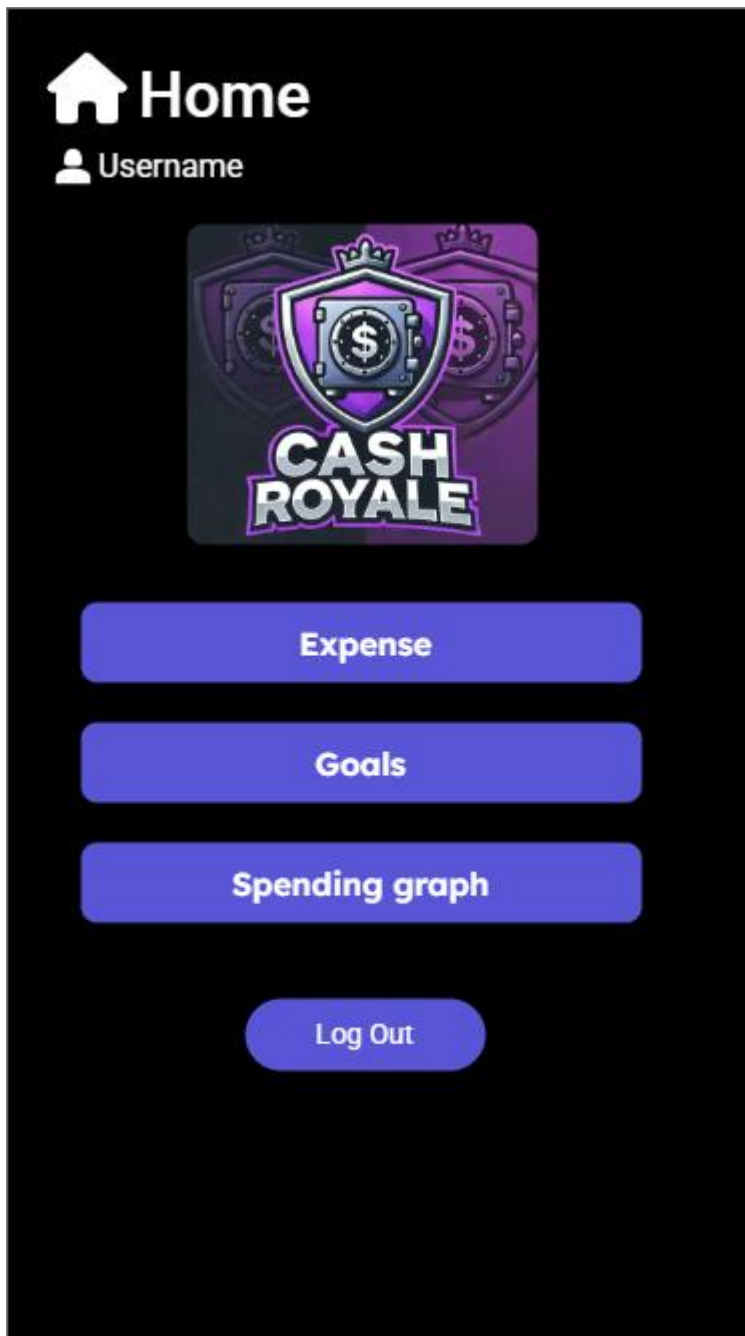 Home
Username
$ $ $
CASH
ROYALE
Expense
Goals
Spending graph
Log Out